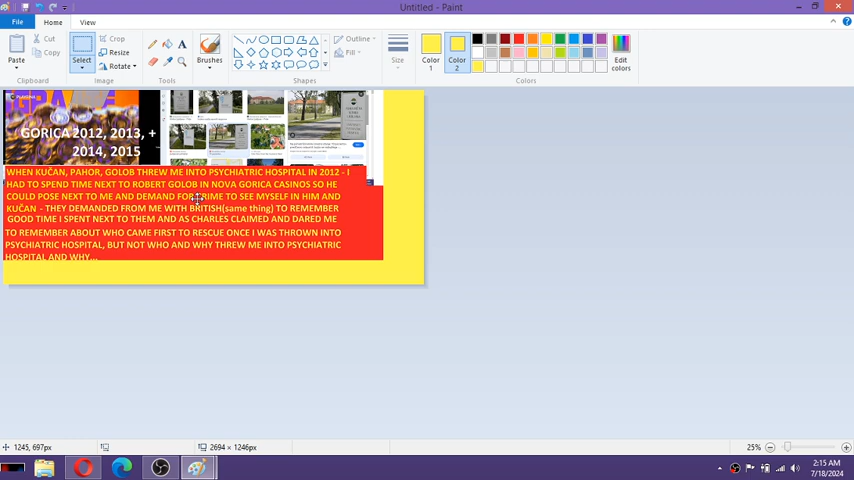 Untitled - Paint
File
Home
View
Paste
Cut
Copy
Clipboard
Select
Crop
Resize
Rotate
Image
Tools
Brushes
Shapes
Outline
Fill
Size
Color 1
Color 2
Edit colors
Colors
GORICA 2012, 2013, +
2014, 2015
WHEN KUČAN, PAHOR, GOLOB THREW ME INTO PSYCHIATRIC HOSPITAL IN 2012 - I
HAD TO SPEND TIME NEXT TO ROBERT GOLOB IN NOVA GORICA CASINOS SO HE
COULD POSE NEXT TO ME AND DEMAND FOR PRIME TO SEE MYSELF IN HIM AND
KUČAN - THEY DEMANDED FROM ME WITH BRITISH(same thing) TO REMEMBER
GOOD TIME I SPENT NEXT TO THEM AND AS CHARLES CLAIMED AND DARED ME
TO REMEMBER ABOUT WHO CAME FIRST TO RESCUE ONCE I WAS THROWN INTO
PSYCHIATRIC HOSPITAL, BUT NOT WHO AND WHY THREW ME INTO PSYCHIATRIC
HOSPITAL AND WHY...
1245, 697px
2694 × 1246px
25%
2:15 AM
7/18/2024